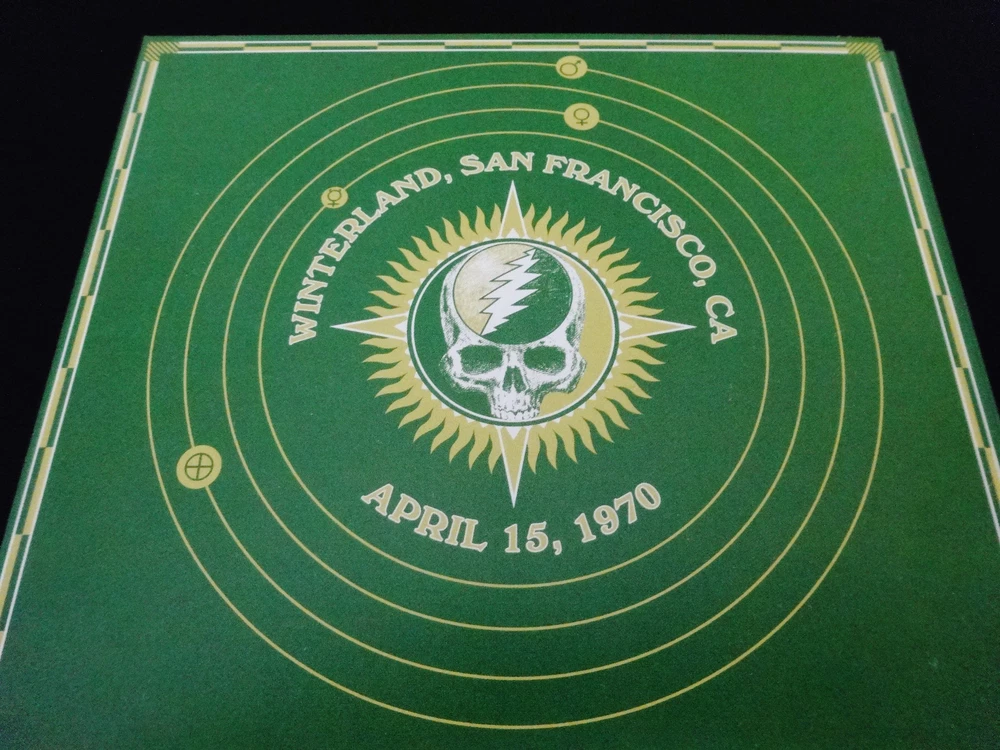 WINTERLAND, SAN FRANCISCO, CA
APRIL 15, 1970